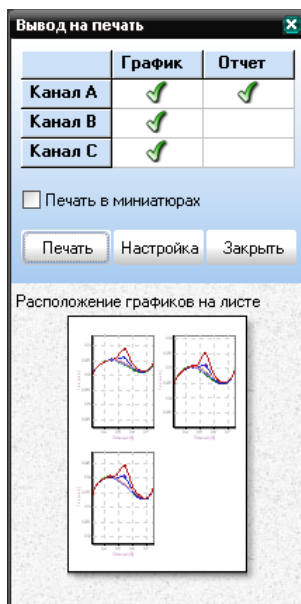 Вывод на печать
График Отчет
Канал A
Канал B
Канал C
Печать в миниатюрах
Печать Настройка Закрыть
Расположение графиков на листе